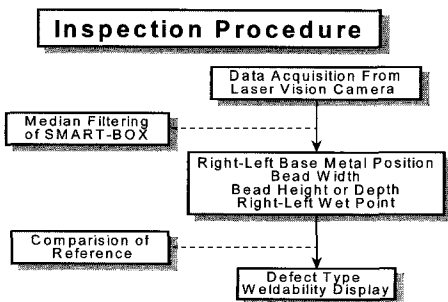 Inspection Procedure
Data Acquisition From
Laser Vision Camera
Median Filtering
of SMART-BOX
Right-Left Base Metal Position
Bead Width
Bead Height or Depth
Right-Left Wet Point
Comparision of
Reference
Defect Type
Weldability Display